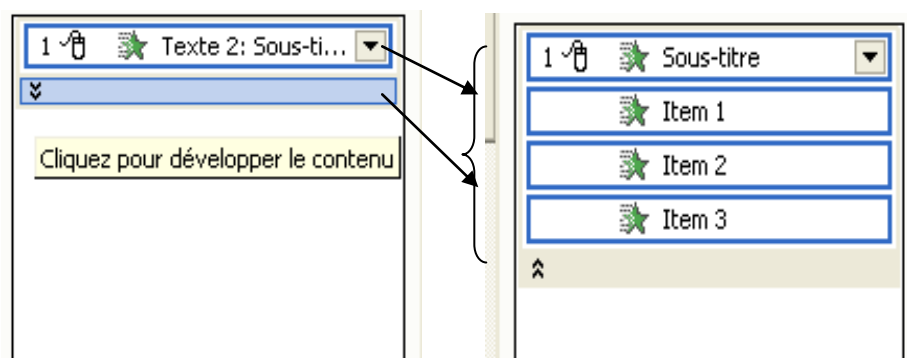 1 Texte 2: Sous-ti...
Cliquez pour développer le contenu
1 Sous-titre
Item 1
Item 2
Item 3